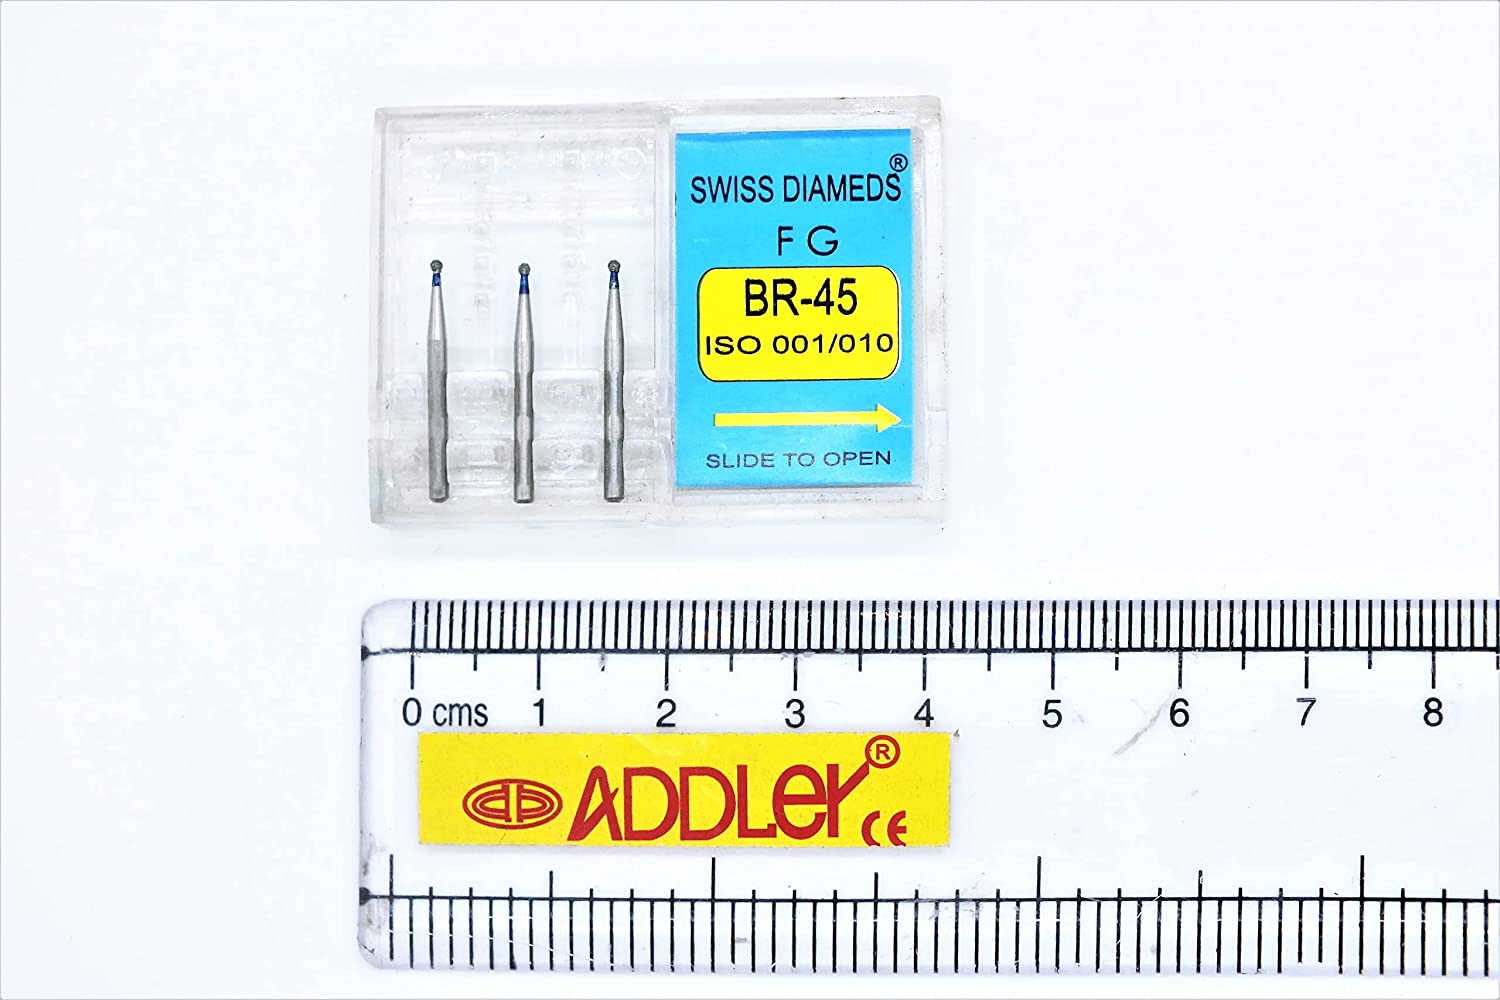 SWISS DIAMEDS®
FG
BR-45
ISO 001/010
SLIDE TO OPEN
0 cms 1 2 3 4 5 6 7 8
ADDLER®
CE